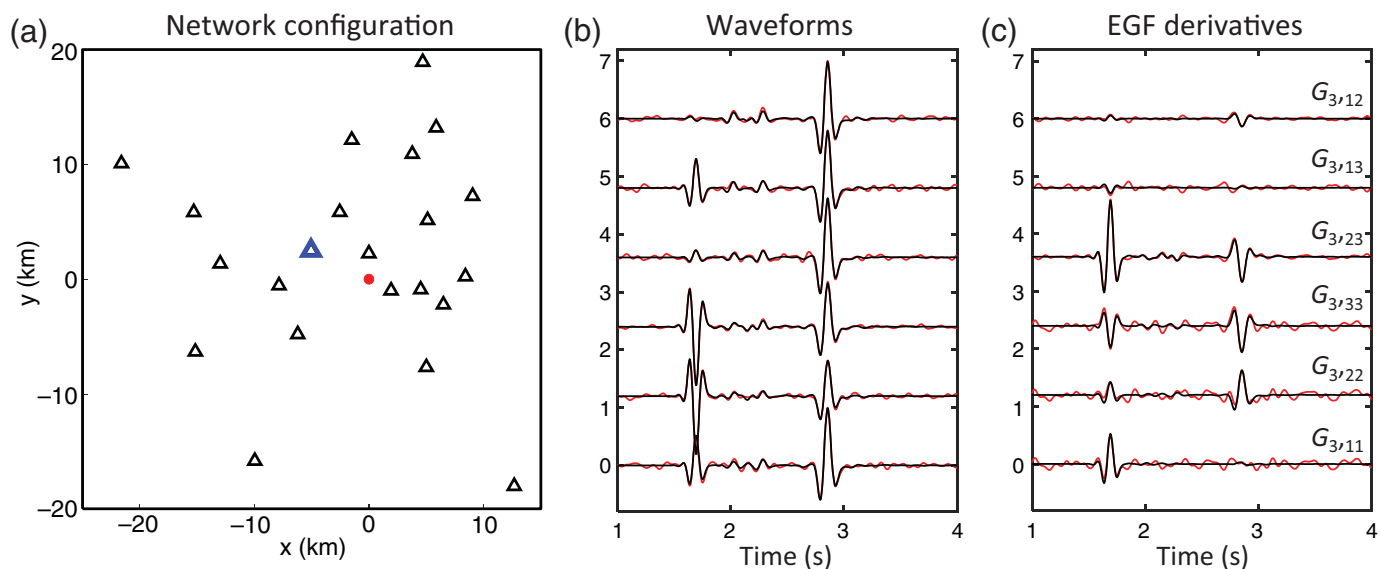 (a)
Network configuration
20
10
0
−10
−20
y (km)
−20
−10
0
10
x (km)
(b)
Waveforms
7
6
5
4
3
2
1
0
1
2
3
4
Time (s)
(c)
EGF derivatives
7
6
5
4
3
2
1
0
G3,12
G3,13
G3,23
G3,33
G3,22
G3,11
1
2
3
4
Time (s)